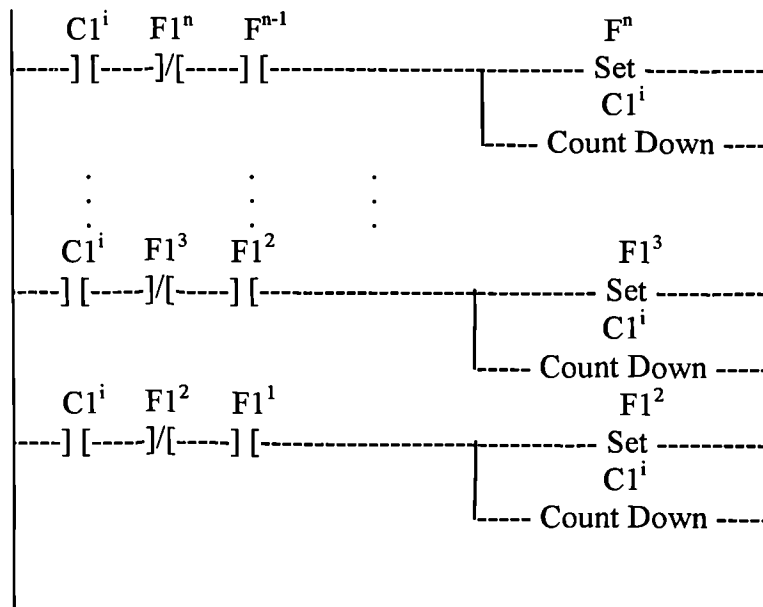 C1ⁱ F1ⁿ Fⁿ⁻¹ Fⁿ
-----] [-----]/[-----] [-------------------- Set ------
C1ⁱ
----- Count Down ----
. . .
. . .
. . .
C1ⁱ F1³ F1² F1³
-----] [-----]/[-----] [-------------------- Set ------
C1ⁱ
----- Count Down ----
C1ⁱ F1² F1¹ F1²
-----] [-----]/[-----] [-------------------- Set ------
C1ⁱ
----- Count Down ----